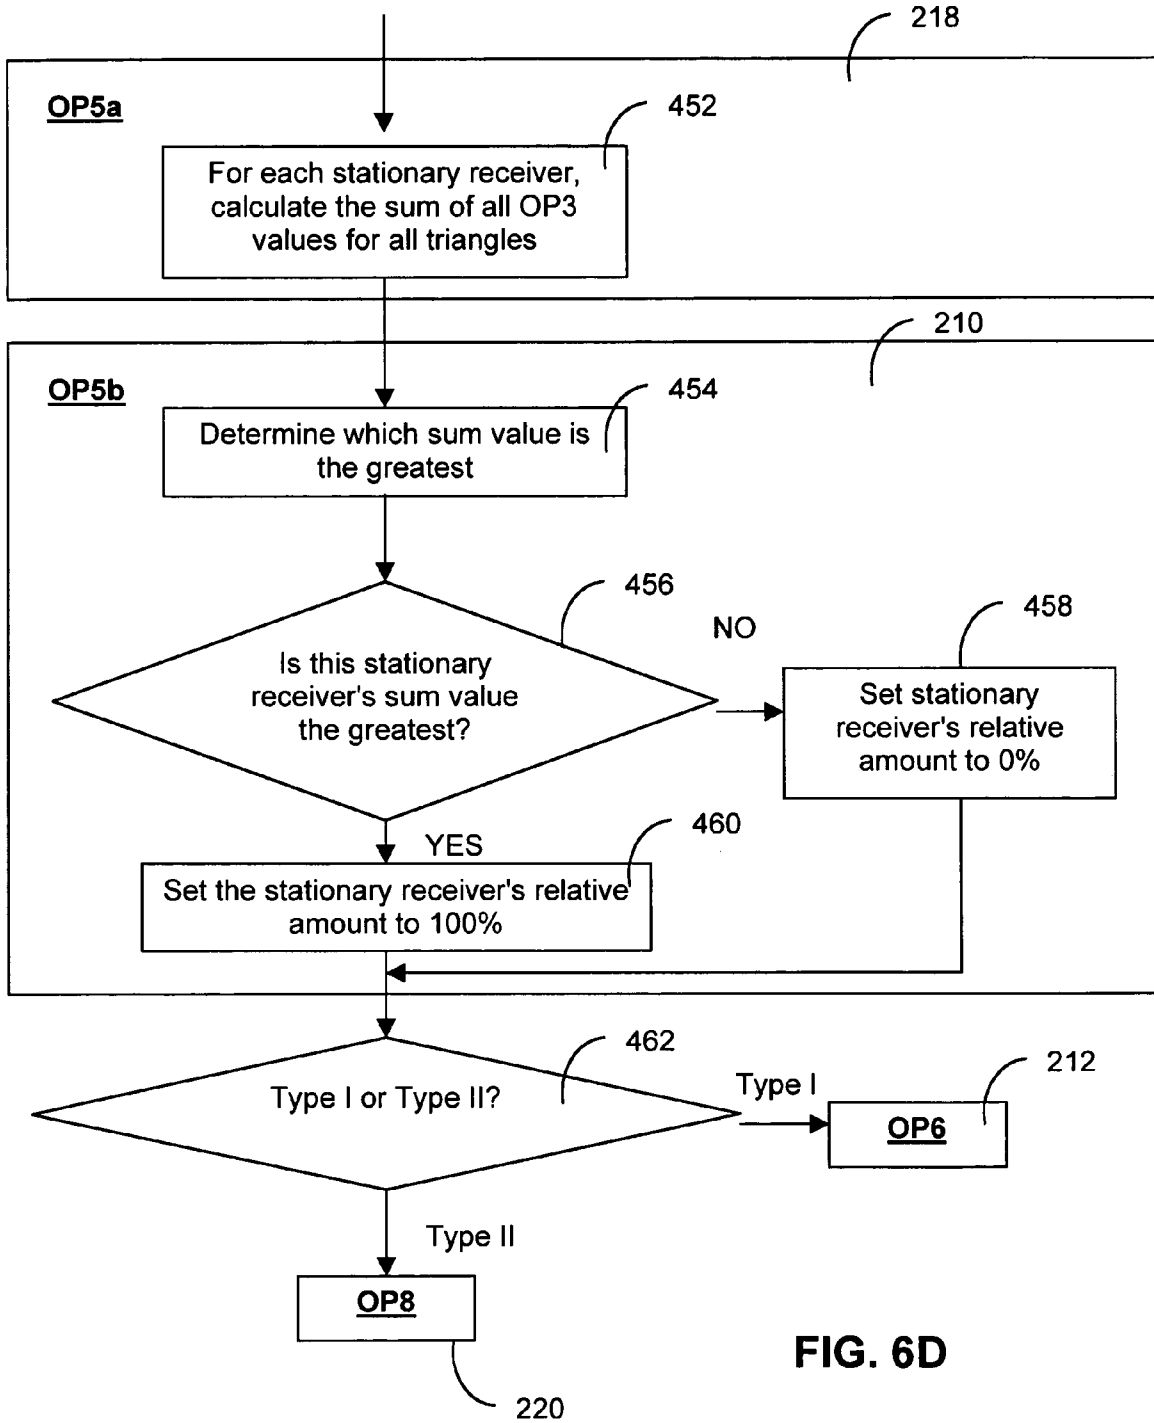 218
OP5a
452
For each stationary receiver,
calculate the sum of all OP3
values for all triangles
210
OP5b
454
Determine which sum value is
the greatest
456
NO
458
Is this stationary
receiver's sum value
the greatest?
Set stationary
receiver's relative
amount to 0%
YES
460
Set the stationary receiver's relative
amount to 100%
462
Type I or Type II?
Type I
212
OP6
Type II
OP8
FIG. 6D
220